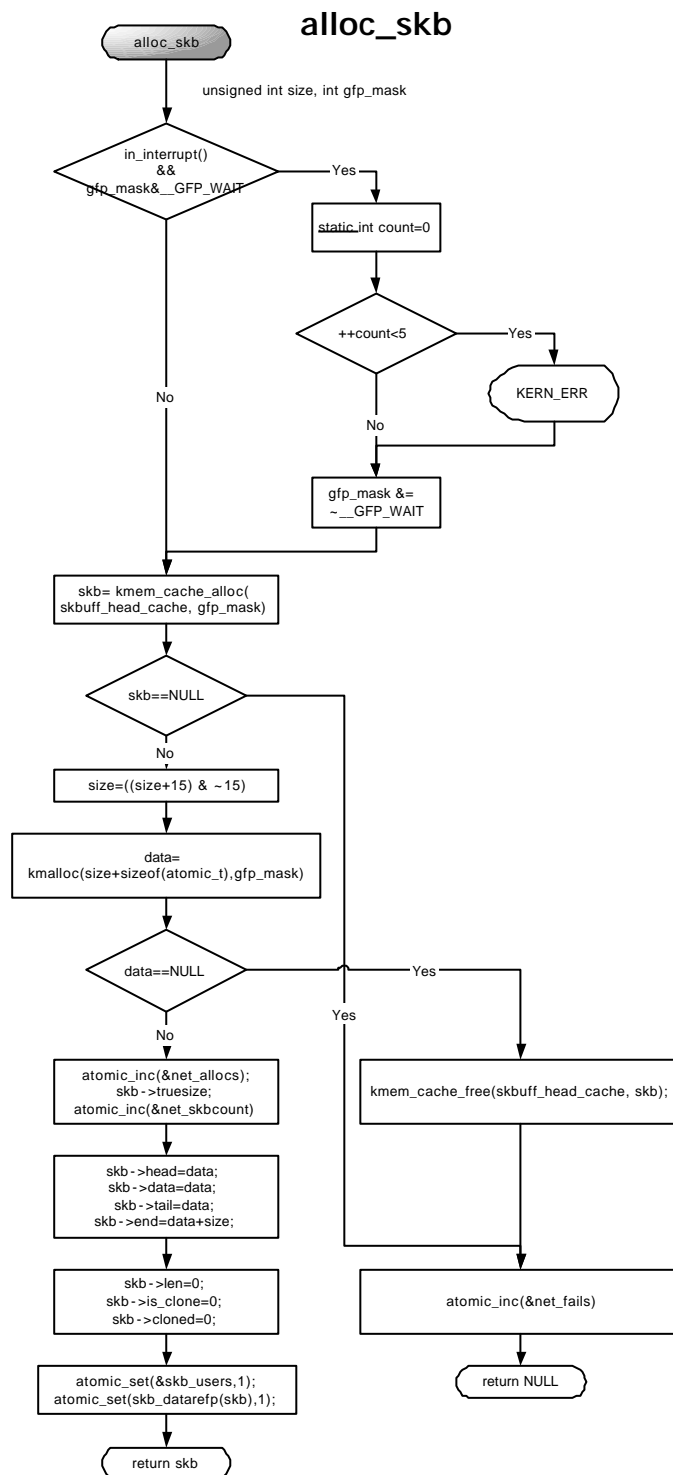 alloc_skb
alloc_skb
unsigned int size, int gfp_mask
in_interrupt()
&&
gfp_mask&__GFP_WAIT
Yes
static int count=0
++count<5
Yes
KERN_ERR
No
No
gfp_mask &=
~__GFP_WAIT
skb= kmem_cache_alloc(
skbuff_head_cache, gfp_mask)
skb==NULL
No
size=((size+15) & ~15)
data=
kmalloc(size+sizeof(atomic_t),gfp_mask)
data==NULL
Yes
Yes
No
atomic_inc(&net_allocs);
skb->truesize;
atomic_inc(&net_skbcount)
kmem_cache_free(skbuff_head_cache, skb);
skb->head=data;
skb->data=data;
skb->tail=data;
skb->end=data+size;
skb->len=0;
skb->is_clone=0;
skb->cloned=0;
atomic_inc(&net_fails)
atomic_set(&skb_users,1);
atomic_set(skb_datarefp(skb),1);
return NULL
return skb